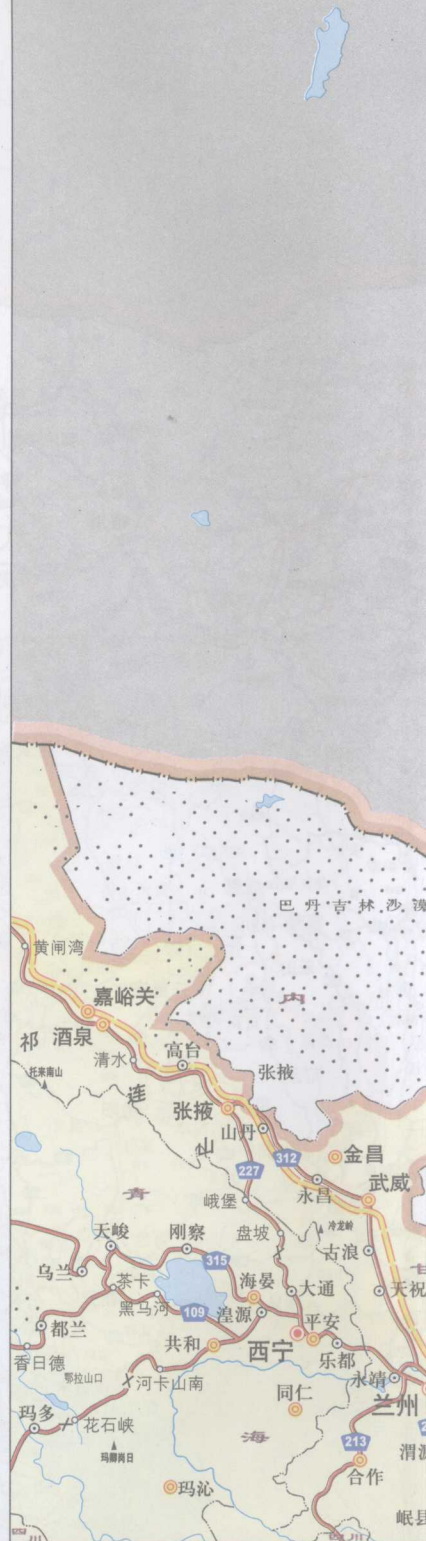 巴丹吉林沙漠
黄闸湾
内
嘉峪关
祁
酒泉
托来南山
清水
高台
张掖
连
张掖
山丹
山
312
金昌
227
青
峨堡
永昌
武威
天峻
刚察
盘坡
冷龙岭
古浪
315
甘
乌兰
茶卡
海晏
大通
天祝
黑马河
109
湟源
都兰
平安
共和
西宁
乐都
香日德
鄂拉山口
河卡山南
永靖
同仁
兰州
玛多
花石峡
海
213
渭源
玛卿岗日
合作
玛沁
岷县
四川
四川